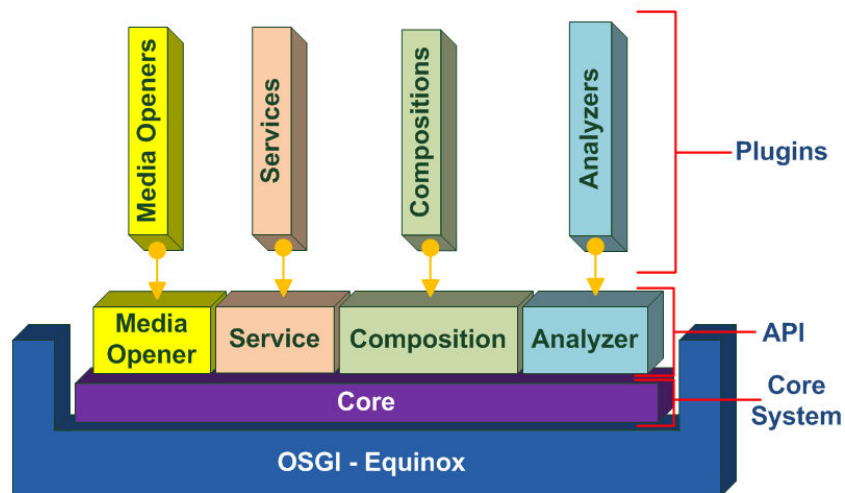 Media Openers
Services
Compositions
Analyzers
Plugins
Media
Opener
Service
Composition
Analyzer
API
Core
Core
System
OSGI - Equinox